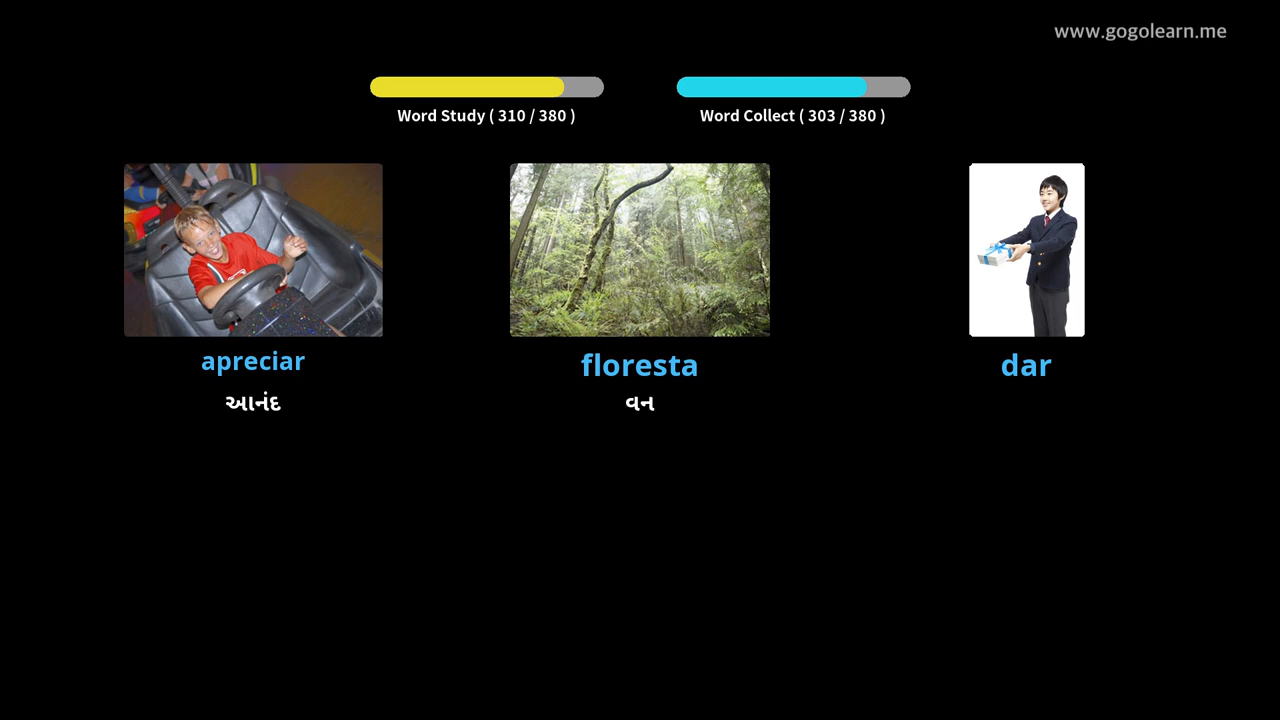 www.gogolearn.me
Word Study ( 310 / 380 )
Word Collect ( 303 / 380 )
apreciar
આનંદ
floresta
વન
dar